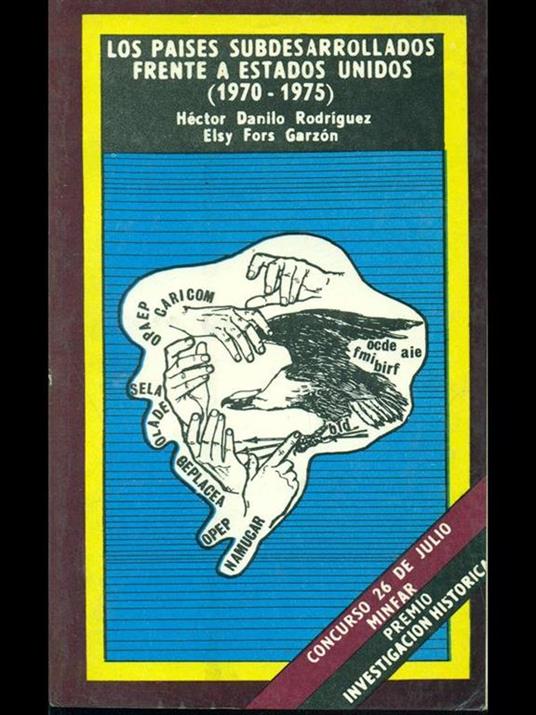 LOS PAISES SUBDESARROLLADOS
FRENTE A ESTADOS UNIDOS
(1970-1975)
Héctor Danilo Rodríguez
Elsy Fors Garzón
OPAEP
CARICOM
SELA
OLADE
GEPLACEA
OPEP
NAMUCAR
ocde
aie
fmi
birf
bid
CONCURSO 26 DE JULIO
MINFAR
PREMIO
INVESTIGACION HISTORICA